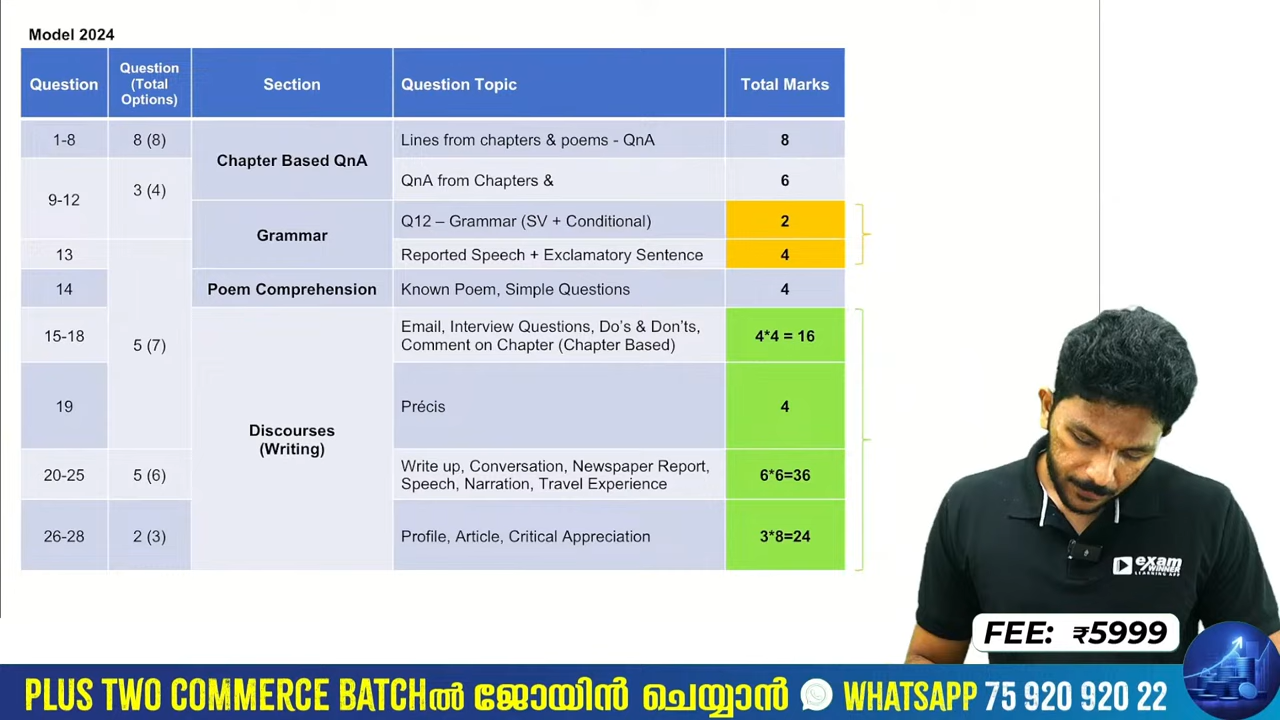 Model 2024
Question
Question
(Total
Options)
Section
Question Topic
Total Marks
1-8
8 (8)
Chapter Based QnA
Lines from chapters & poems - QnA
8
9-12
3 (4)
QnA from Chapters &
6
Grammar
Q12 – Grammar (SV + Conditional)
2
13
Reported Speech + Exclamatory Sentence
4
14
Poem Comprehension
Known Poem, Simple Questions
4
15-18
5 (7)
Email, Interview Questions, Do's & Don'ts,
Comment on Chapter (Chapter Based)
4*4 = 16
19
Discourses
(Writing)
Précis
4
20-25
5 (6)
Write up, Conversation, Newspaper Report,
Speech, Narration, Travel Experience
6*6=36
26-28
2 (3)
Profile, Article, Critical Appreciation
3*8=24
exam
WINNER
LEARNING APP
FEE: ₹5999
PLUS TWO COMMERCE BATCHൽ ജോയിൻ ചെയ്യാൻ WHATSAPP 75 920 920 22